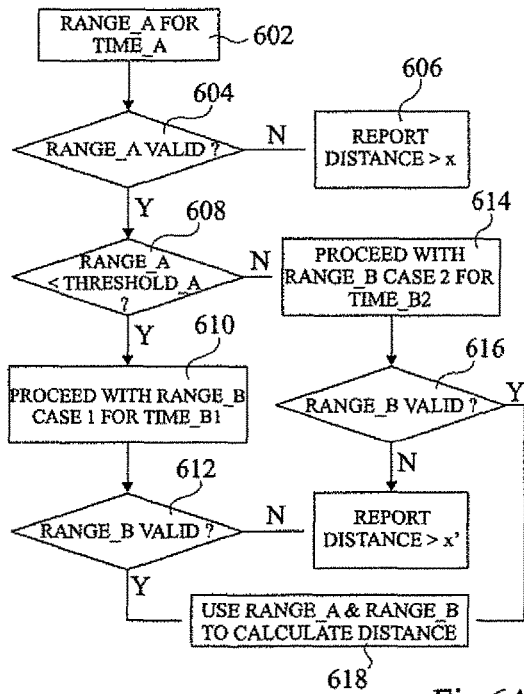 RANGE_A FOR
TIME_A
602
604
RANGE_A VALID ?
N
606
REPORT
DISTANCE > x
Y
608
RANGE_A
< THRESHOLD_A
?
N
614
PROCEED WITH
RANGE_B CASE 2 FOR
TIME_B2
Y
610
PROCEED WITH RANGE_B
CASE 1 FOR TIME_B1
616
RANGE_B VALID ?
Y
N
612
RANGE_B VALID ?
N
REPORT
DISTANCE > x'
Y
USE RANGE_A & RANGE_B
TO CALCULATE DISTANCE
618